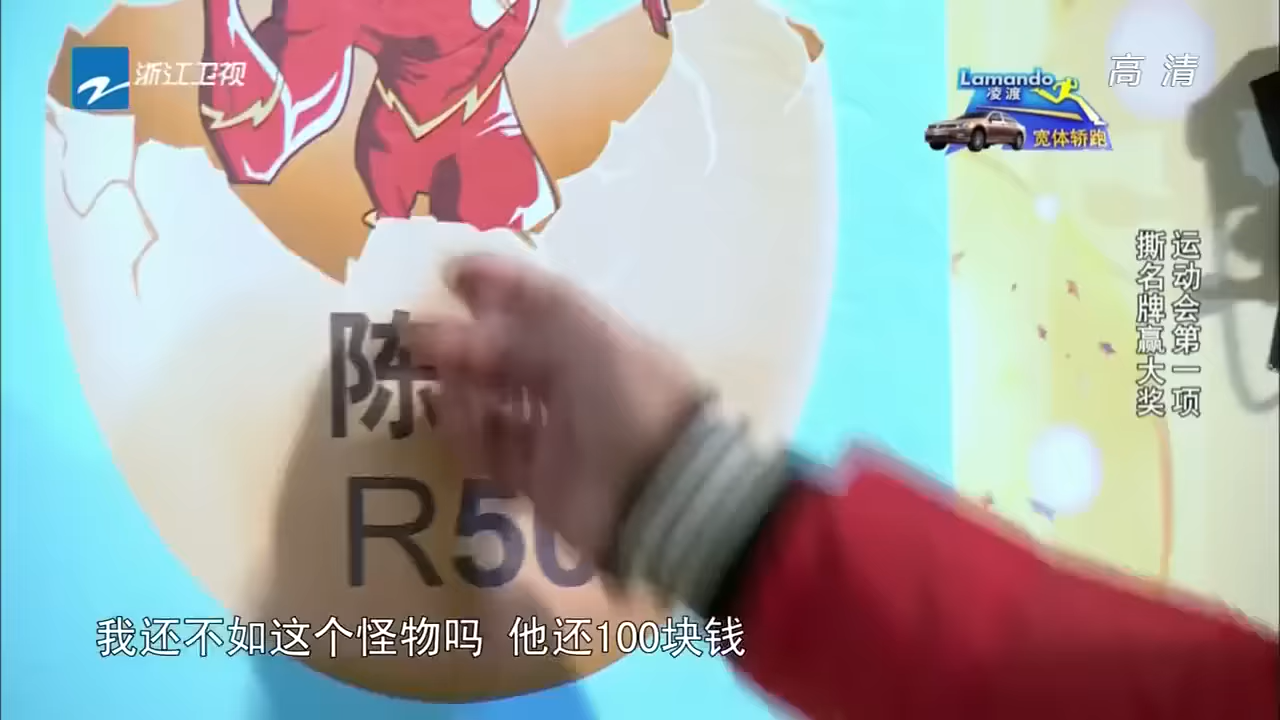 浙江卫视
高清
Lamando
凌渡
宽体轿跑
运动会第一项
撕名牌赢大奖
陈
R50
我还不如这个怪物吗 他还100块钱